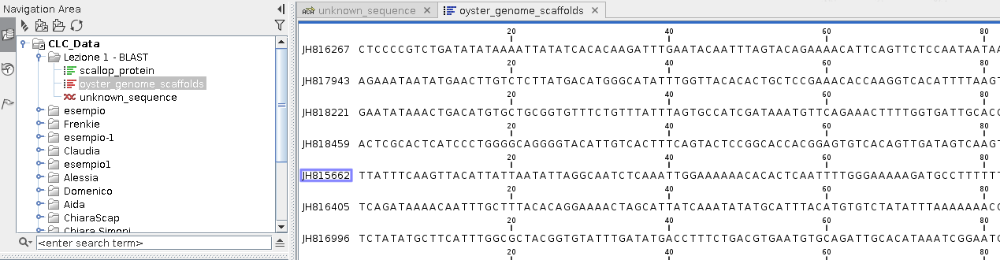 Navigation Area
CLC_Data
Lezione 1 - BLAST
scallop_protein
oyster_genome_scaffolds
unknown_sequence
esempio
Frenkie
esempio-1
Claudia
esempio1
Alessia
Domenico
Aida
ChiaraScap
Chiara Simoni
<enter search term>
unknown_sequence
oyster_genome_scaffolds
20 40 60 80
JH816267 CTCCCCGTCTGATATATAAAATTATATCACACAAGATTTGAATACAATTTAGTACAGAAAACATTCAGTTCTCCAATAATAA
20 40 60 80
JH817943 AGAAATAATATGAACTTGTCTCTTATGACATGGGCATATTTGGTTACACACTGCTCCGAAACACCAAGGTCACATTTTAAGT
20 40 60 80
JH818221 GAATATAAACTGACATGTGCTGCGGTGTTTCTGTTTATTTAGTGCCATCGATAAATGTTCAGAAACTTTTGGTGATTGCACC
20 40 60 80
JH818459 ACTCGCACTCATCCCTGGGGCAGGGGTACATTGTCACTTTCAGTACTCCGGCACCACGGAGTGTCACAGTTGATAGTCAAGT
20 40 60 80
JH815662 TTATTTCAAGTTACATTATTAATATTAGGCAATCTCAAATTGGAAAAAACACACTCAATTTTGGGAAAAAGATGCCTTTTTT
20 40 60 80
JH816405 TCAGATAAAACAATTTGCTTTACACAGGAAAACTAGCATTATCAAATATATGCATTTACATGTGTCTATATTTAAAAAAACC
20 40 60 80
JH816996 TCTATATGCTTCATTTGGCGCTACGGTGTATTTGATATGACCTTTCTGACGTGAATGTGCAGATTGCACATAAATCGGAATC
20 40 60 80